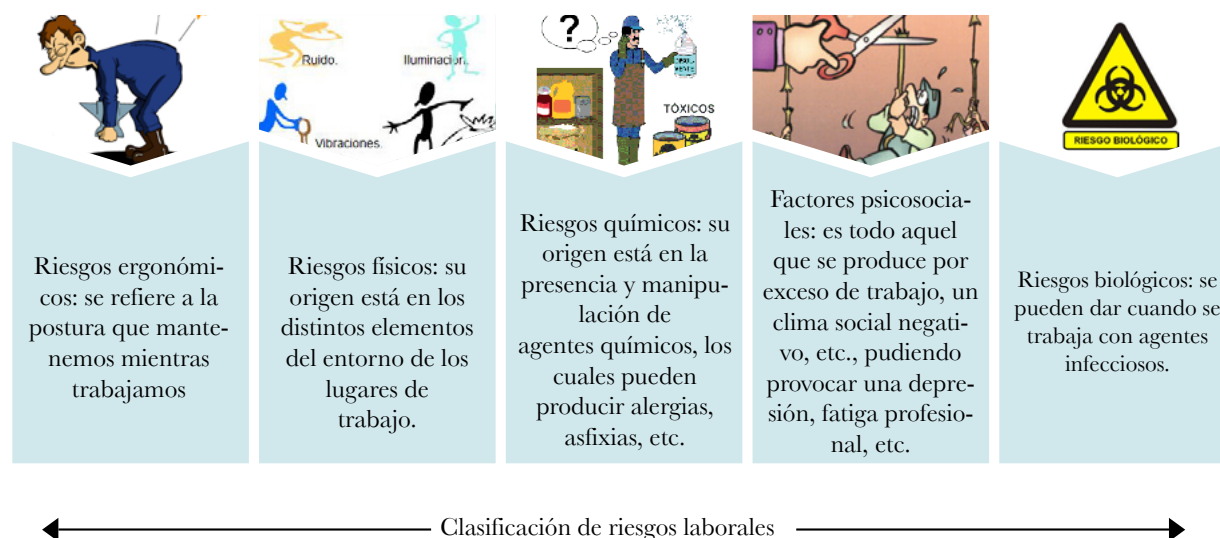 Ruido.
Iluminacion.
Vibraciones.
?
TÓXICOS
RIESGO BIOLÓGICO
Riesgos ergonómi-
cos: se refiere a la
postura que mante-
nemos mientras
trabajamos
Riesgos físicos: su
origen está en los
distintos elementos
del entorno de los
lugares de
trabajo.
Riesgos químicos: su
origen está en la
presencia y manipu-
lación de
agentes químicos, los
cuales pueden
producir alergias,
asfixias, etc.
Factores psicosocia-
les: es todo aquel
que se produce por
exceso de trabajo, un
clima social negati-
vo, etc., pudiendo
provocar una depre-
sión, fatiga profesio-
nal, etc.
Riesgos biológicos: se
pueden dar cuando se
trabaja con agentes
infecciosos.
Clasificación de riesgos laborales